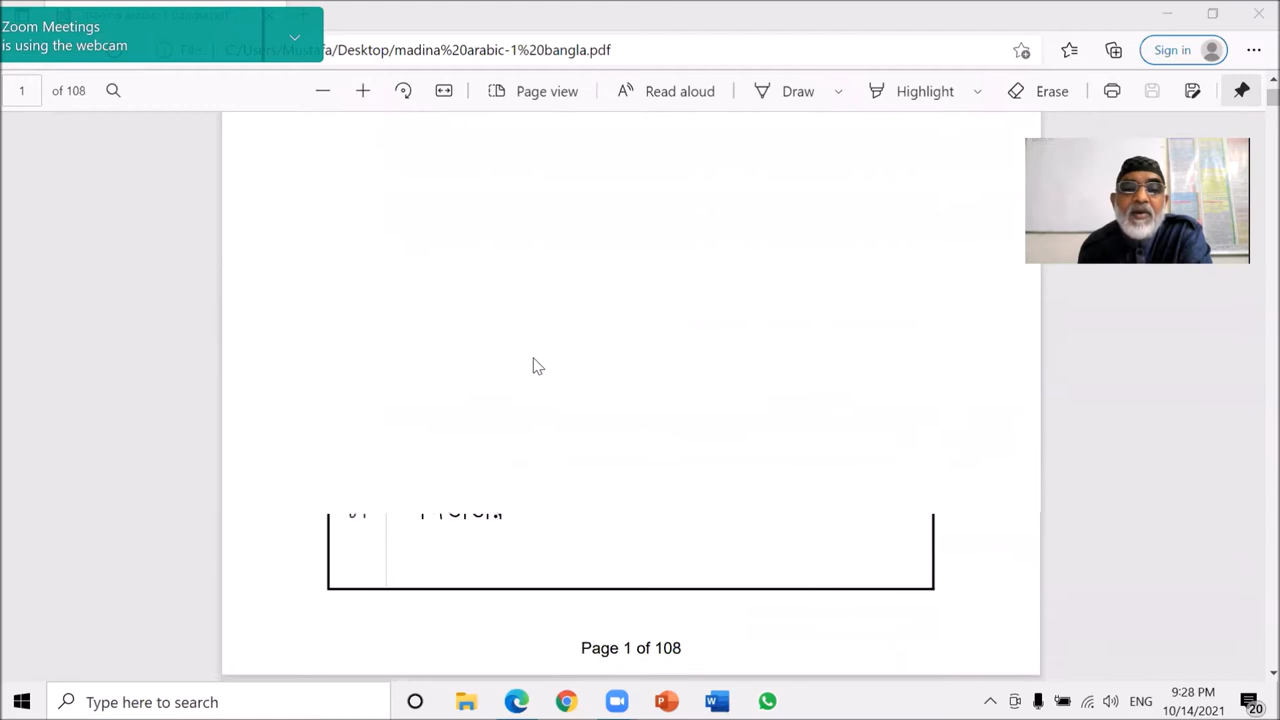 Zoom Meetings
is using the webcam
C:/Users/Mustafa/Desktop/madina%20arabic-1%20bangla.pdf
Sign in
1 of 108
Page view
Read aloud
Draw
Highlight
Erase
Page 1 of 108
Type here to search
ENG
9:28 PM
10/14/2021
20